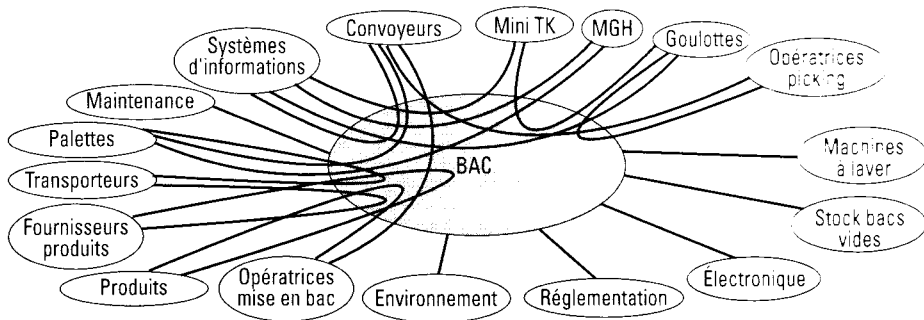 Convoyeurs
Mini TK
MGH
Goulottes
Systèmes
d'informations
Opératrices
picking
Maintenance
Palettes
BAC
Machines
à laver
Transporteurs
Fournisseurs
produits
Stock bacs
vides
Produits
Opératrices
mise en bac
Environnement
Réglementation
Électronique